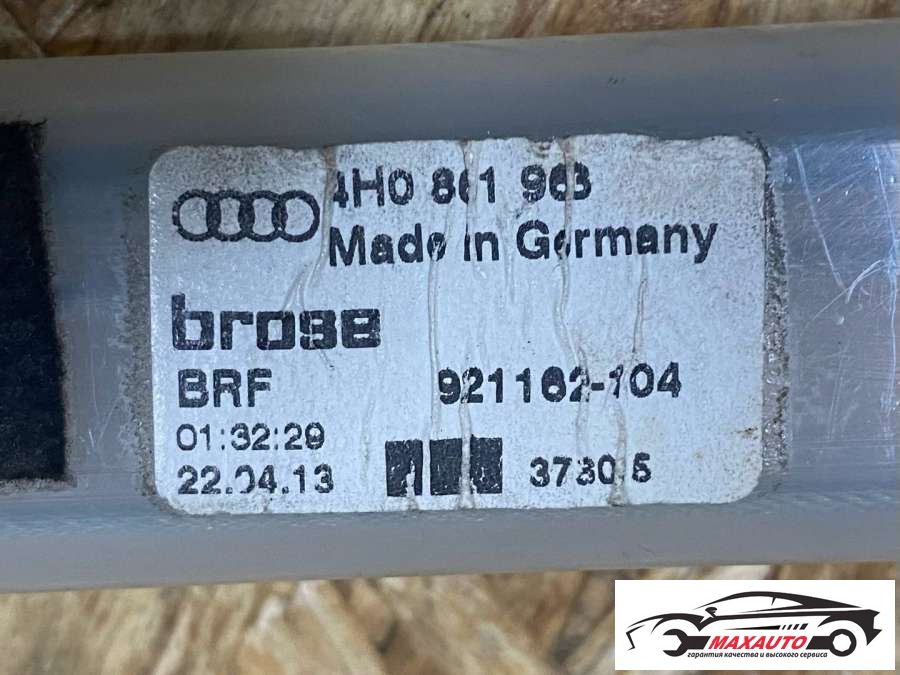 4H0 861 963
Made in Germany
brose
BRF 921162-104
01:32:29
22.04.13 37305
MAXAUTO
гарантия качества и высокого сервиса